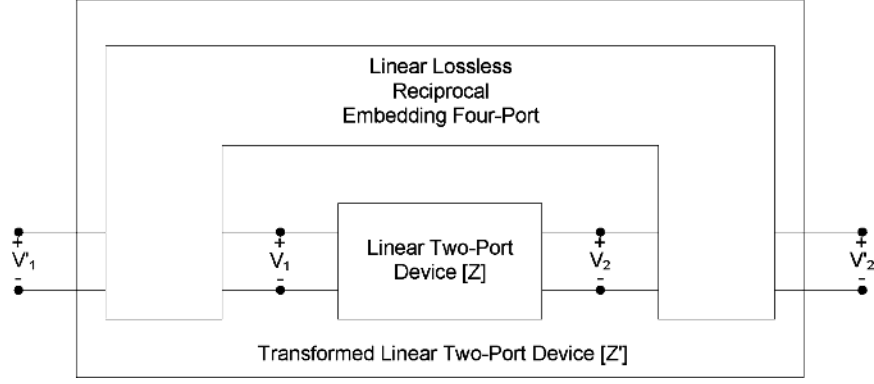 Linear Lossless
Reciprocal
Embedding Four-Port
+ + + +
V'1 V1 Linear Two-Port V2 V'2
- - Device [Z] - -
Transformed Linear Two-Port Device [Z']